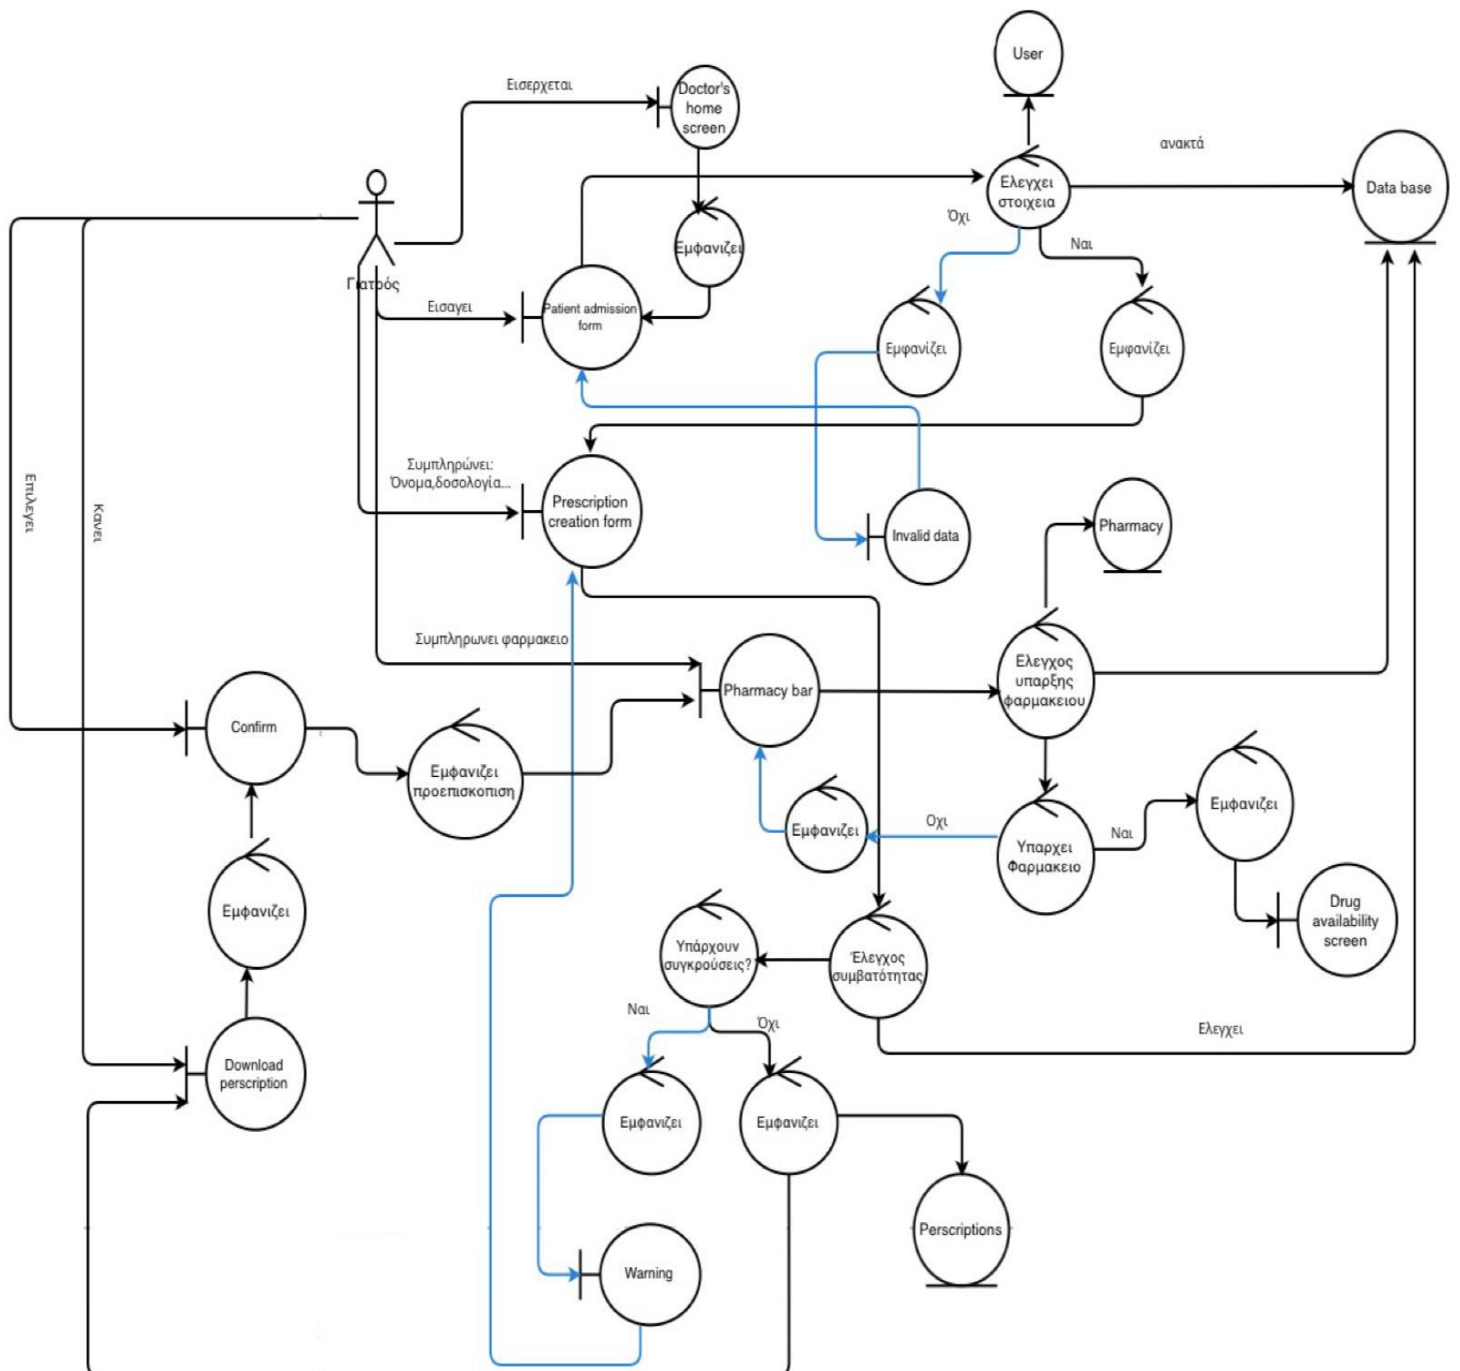 User
Εισερχεται
Doctor's
home
screen
ανακτά
Ελεγχει
στοιχεια
Data base
Όχι
Ναι
Εμφανιζει
Γιατρός
Εισαγει
Patient admission
form
Εμφανίζει
Εμφανίζει
Συμπληρώνει:
Όνομα,δοσολογία...
Επιλεγει
Κανει
Prescription
creation form
Pharmacy
Invalid data
Συμπληρωνει φαρμακειο
Ελεγχος
υπαρξης
φαρμακειου
Pharmacy bar
Confirm
Εμφανιζει
προεπισκοπιση
Εμφανιζει
Οχι
Εμφανιζει
Ναι
Υπαρχει
Φαρμακειο
Εμφανιζει
Drug
availability
screen
Υπάρχουν
συγκρούσεις?
Έλεγχος
συμβατότητας
Ναι
Όχι
Ελεγχει
Download
perscription
Εμφανιζει
Εμφανιζει
Perscriptions
Warning